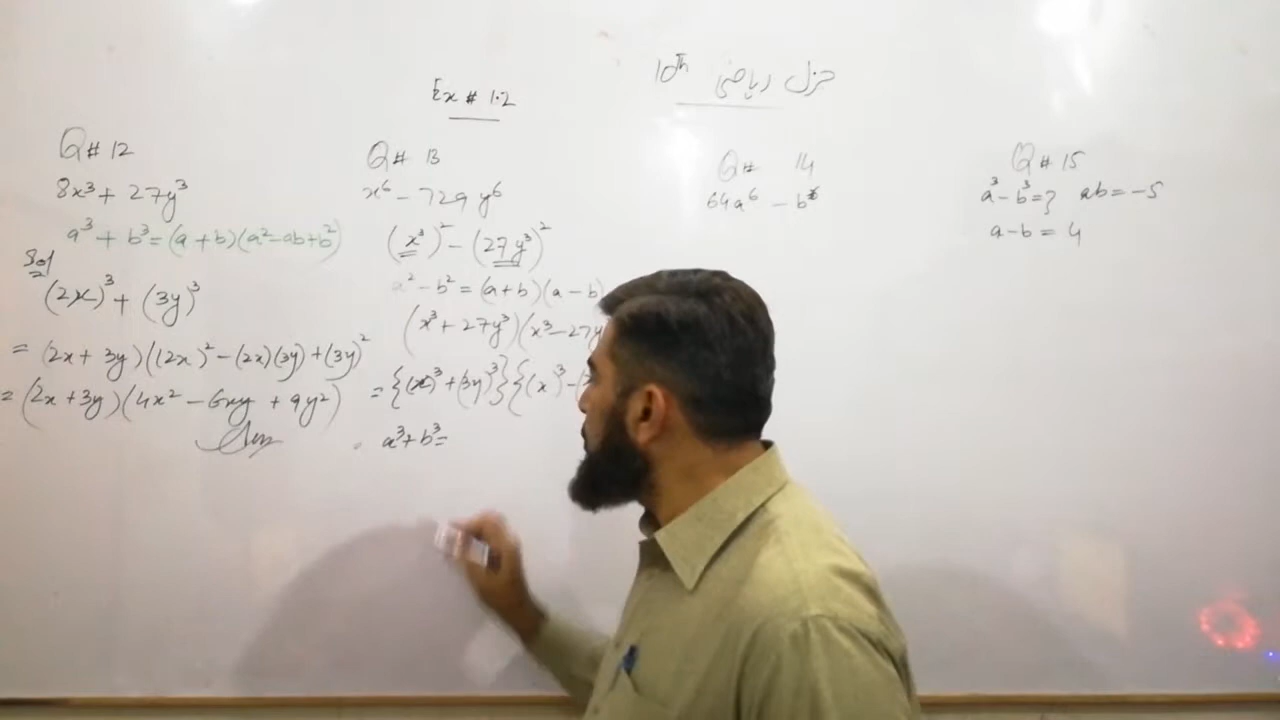 10Th جنرل ریاضی
Ex # 1.2
Q# 12
8x³ + 27y³
a³ + b³ = (a + b)(a² - ab + b²)
Sol
(2x)³ + (3y)³
= (2x + 3y)((2x)² - (2x)(3y) + (3y)²
= (2x + 3y)(4x² - 6xy + 9y²)
Ans
Q# 13
x⁶ - 729 y⁶
(x³)² - (27y³)²
a² - b² = (a + b)(a - b)
(x³ + 27y³)(x³ - 27y
= {(x)³ + (3y)³}{(x)³ -
a³ + b³ =
Q# 14
64a⁶ - b⁶
Q# 15
a³ - b³ = ? ab = -5
a - b = 4